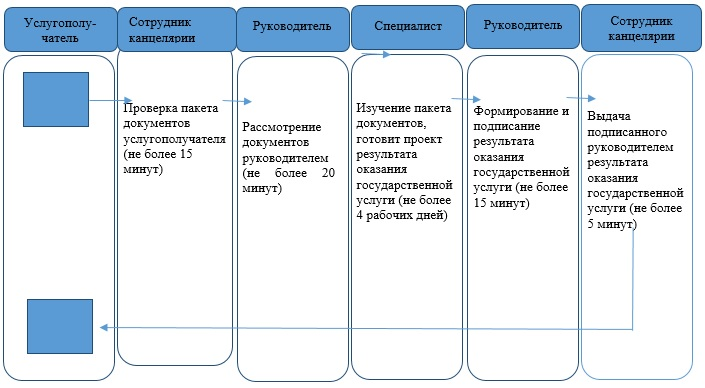 Услугополу-
чатель
Сотрудник
канцелярии
Руководитель
Специалист
Руководитель
Сотрудник
канцелярии
Проверка пакета
документов
услугополучателя
(не более 15
минут)
Рассмотрение
документов
руководителем
(не более 20
минут)
Изучение пакета
документов,
готовит проект
результата
оказания
государственной
услуги (не более
4 рабочих дней)
Формирование и
подписание
результата
оказания
государственной
услуги (не более
15 минут)
Выдача
подписанного
руководителем
результата
оказания
государственной
услуги (не более
5 минут)